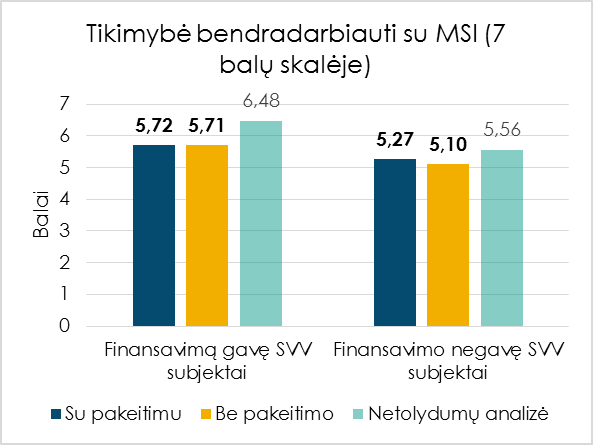 Tikimybė bendradarbiauti su MSI (7
balų skalėje)
Balai
7
6
5
4
3
2
1
0
5,72
5,71
6,48
5,27
5,10
5,56
Finansavimą gavę SVV
subjektai
Finansavimo negavę SVV
subjektai
Su pakeitimu
Be pakeitimo
Netolydumų analizė